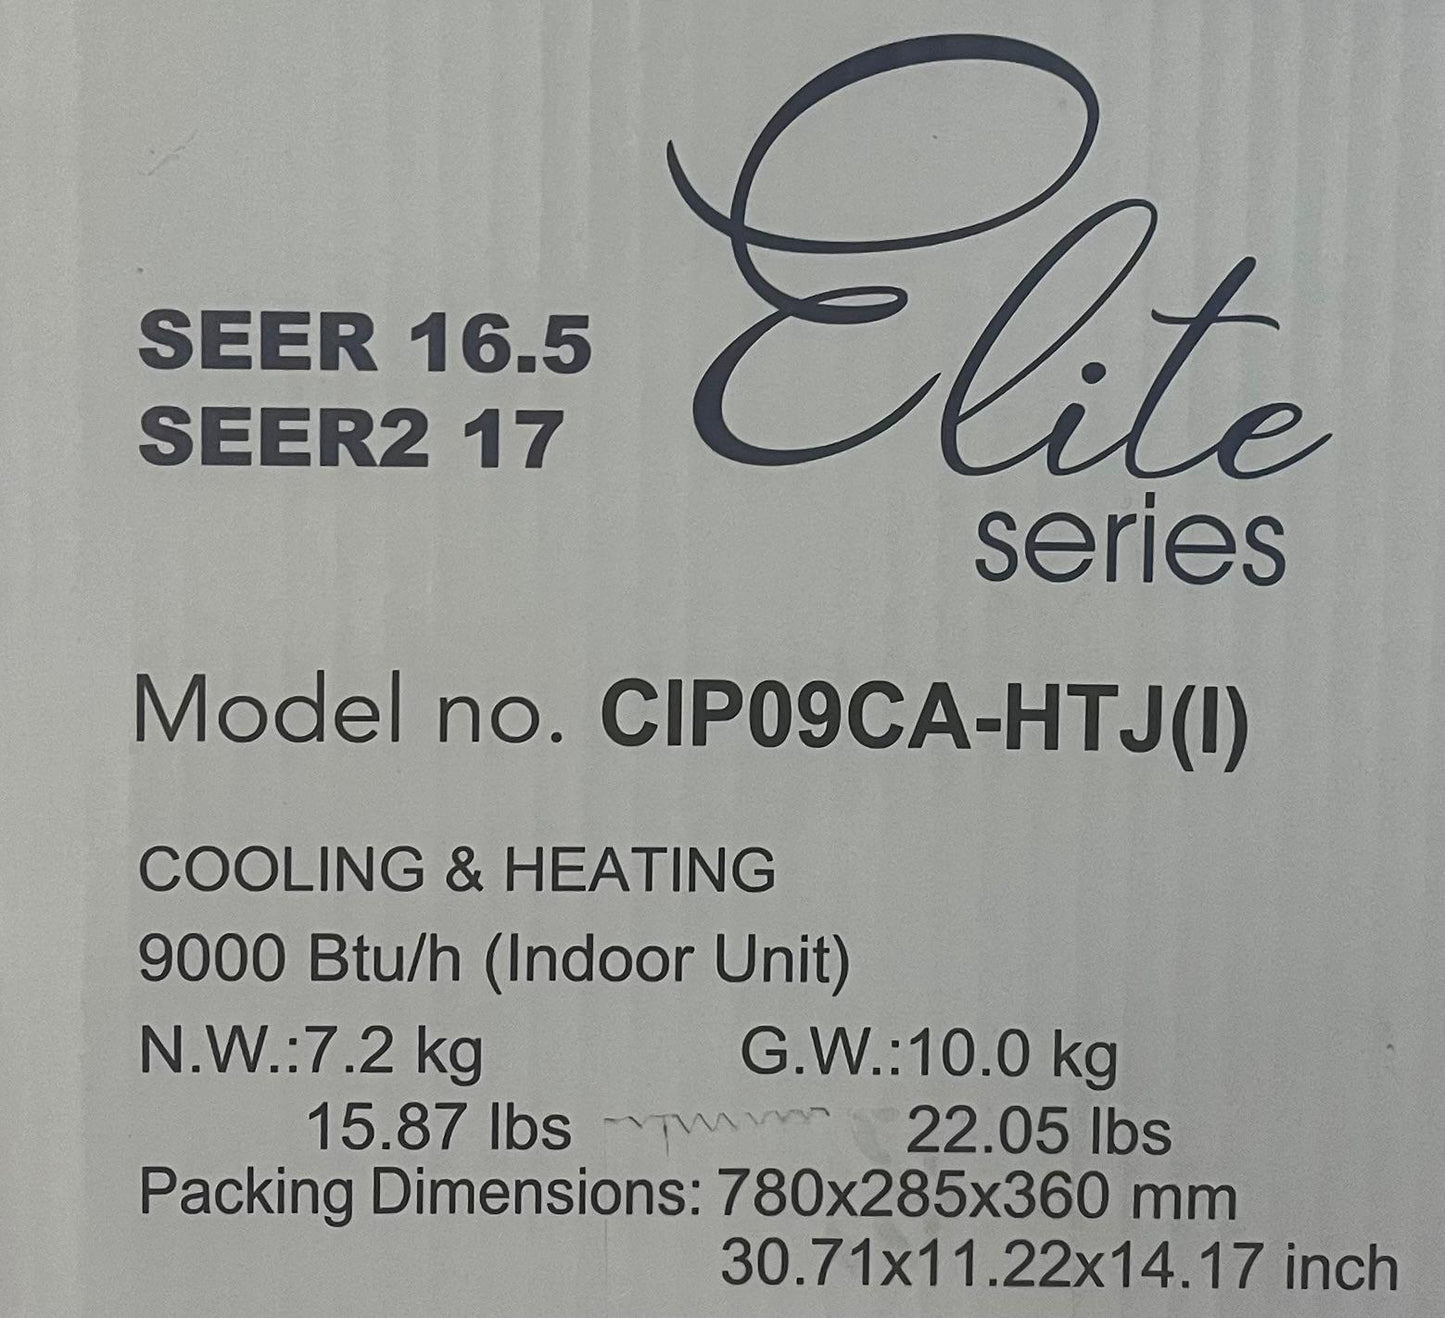 Elite
series
SEER 16.5
SEER2 17
Model no. CIP09CA-HTJ(I)
COOLING & HEATING
9000 Btu/h (Indoor Unit)
N.W.:7.2 kg G.W.:10.0 kg
15.87 lbs 22.05 lbs
Packing Dimensions: 780x285x360 mm
30.71x11.22x14.17 inch